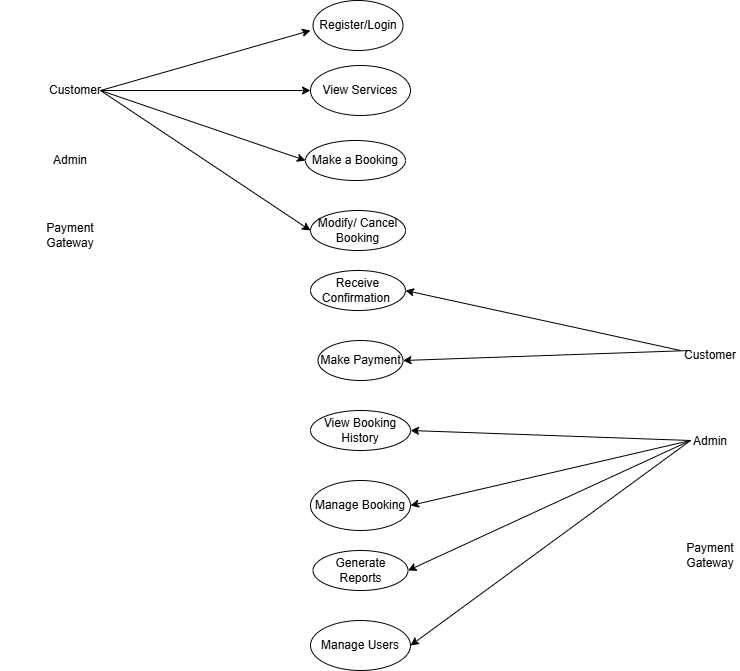 Register/Login
Customer
View Services
Admin
Make a Booking
Payment
Gateway
Modify/ Cancel
Booking
Receive
Confirmation
Make Payment
Customer
View Booking
History
Admin
Manage Booking
Payment
Gateway
Generate
Reports
Manage Users